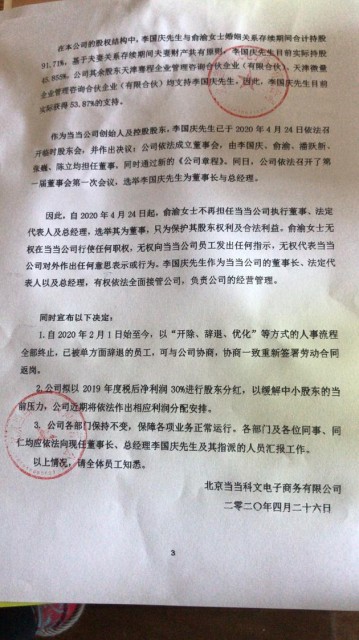 在本公司的股权结构中，李国庆先生与俞渝女士婚姻关系存续期间合计持股
91.71%，基于夫妻关系存续期间夫妻财产共有原则，李国庆先生目前实际持股
45.855%。公司其余股东天津骞程企业管理咨询合伙企业（有限合伙）、天津微量
企业管理咨询合伙企业（有限合伙）均支持李国庆先生。因此，李国庆先生目前
实际获得 53.87%的支持。
作为当当公司创始人及控股股东，李国庆先生已于 2020 年 4 月 24 日依法召
开临时股东会，并作出决议：公司依法成立董事会，由李国庆、俞渝、潘跃新、
张巍、陈立均担任董事，同时通过新的《公司章程》。同日，公司依法召开了第
一届董事会第一次会议，选举李国庆先生为董事长与总经理。
因此，自 2020 年 4 月 24 日起，俞渝女士不再担任当当公司执行董事、法定
代表人及总经理，选举其为董事，只为保护其股东权利及合法利益。俞渝女士无
权在当当公司行使任何职权，无权向当当公司员工发出任何指示，无权代表当当
公司对外作出任何意思表示或行为。李国庆先生作为当当公司的董事长、法定代
表人以及总经理，有权依法全面接管公司，负责公司的经营管理。
同时宣布以下决定：
1.自 2020 年 2 月 1 日始至今，以“开除、辞退、优化”等方式的人事流程
全部终止，已被单方面辞退的员工，可与公司协商，协商一致重新签署劳动合同
返岗。
2.公司拟以 2019 年度税后净利润 30%进行股东分红，以缓解中小股东的当
前压力，公司近期将依法作出相应利润分配安排。
3. 公司各部门保持不变，保障各项业务正常运行。各部门及各位同事、同
仁均应依法向现任董事长、总经理李国庆先生及其指派的人员汇报工作。
以上情况，请全体员工知悉。
北京当当科文电子商务有限公司
二零二〇年四月二十六日
3